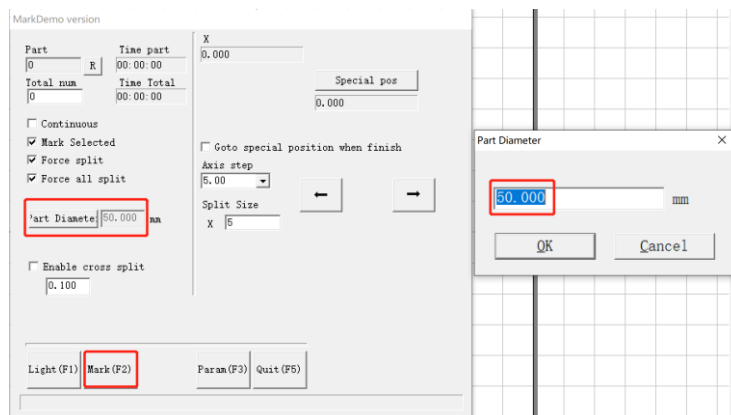 MarkDemo version
Part Time part
0 R 00:00:00
Total num Time Total
0 00:00:00
Continuous
Mark Selected
Force split
Force all split
Part Diamete 50.000 mm
Enable cross split
0.100
X
0.000
Special pos
0.000
Goto special position when finish
Axis step
5.00
Split Size
X 5
← →
Light(F1) Mark(F2) Param(F3) Quit(F5)
Part Diameter ×
50.000 mm
OK Cancel